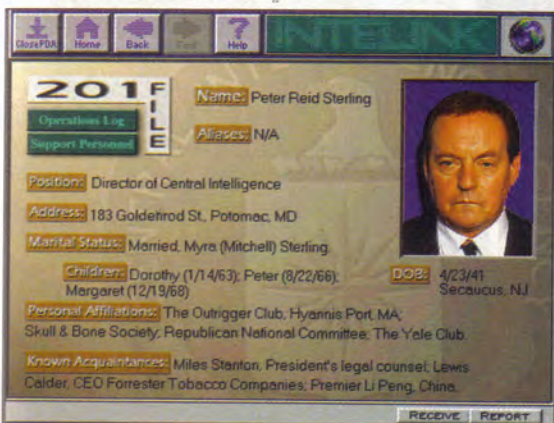 ClosePDA Home Back Find Help INTELINK
201 FILE
Operations Log
Support Personnel
Name: Peter Reid Sterling
Aliases: N/A
Position: Director of Central Intelligence
Address: 183 Goldenrod St., Potomac, MD
Marital Status: Married, Myra (Mitchell) Sterling.
Children: Dorothy (1/14/63); Peter (8/22/66);
Margaret (12/19/68)
DOB: 4/23/41
Secaucus, NJ
Personal Affiliations: The Outrigger Club, Hyannis Port, MA;
Skull & Bone Society; Republican National Committee; The Yale Club.
Known Acquaintances: Miles Stanton, President's legal counsel; Lewis
Calder, CEO Forrester Tobacco Companies; Premier Li Peng, China.
RECEIVE REPORT